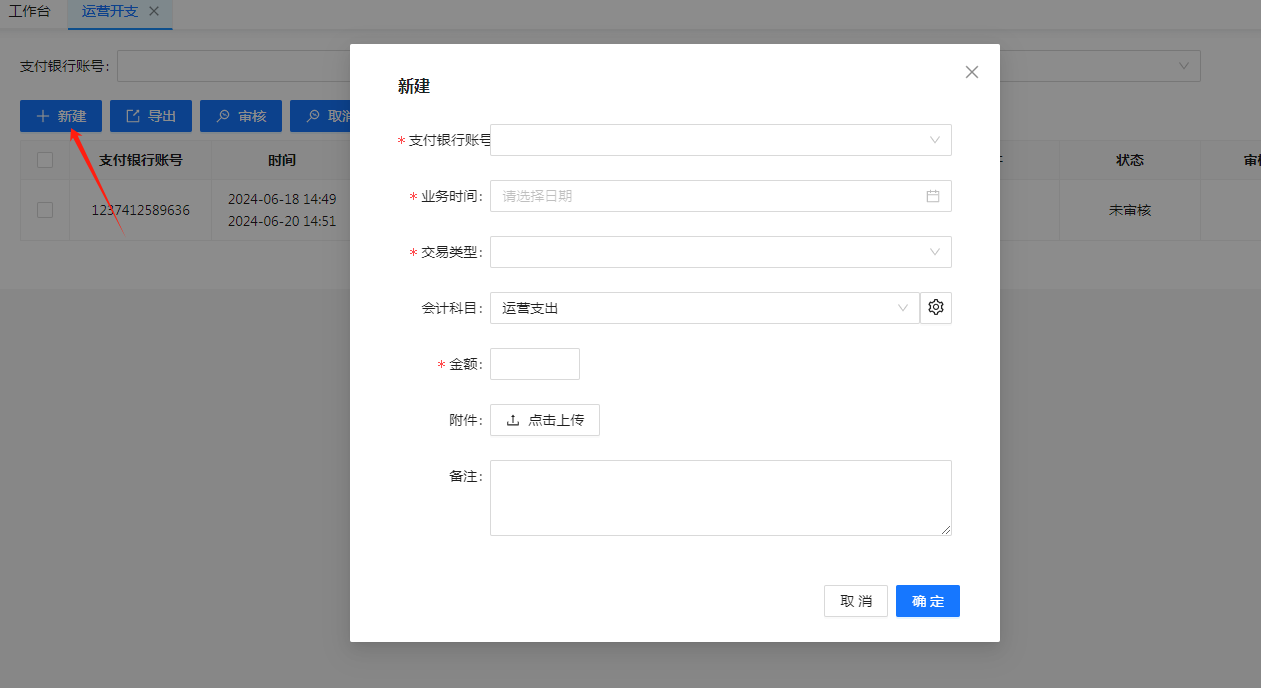 工作台 运营开支
支付银行账号:
新建 导出 审核
支付银行账号 时间 状态
1237412589636 2024-06-18 14:49 未审核
2024-06-20 14:51
新建
* 支付银行账号
* 业务时间: 请选择日期
* 交易类型:
会计科目: 运营支出
* 金额:
附件: 点击上传
备注:
取 消 确 定